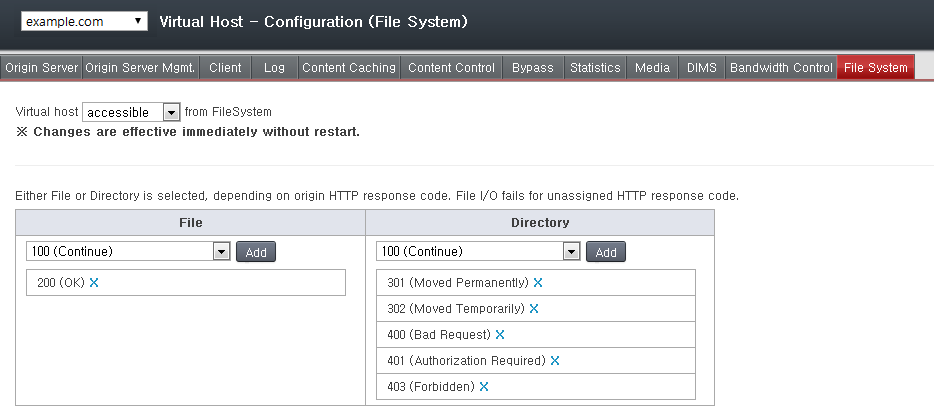 example.com Virtual Host - Configuration (File System)
Origin Server Origin Server Mgmt. Client Log Content Caching Content Control Bypass Statistics Media DIMS Bandwidth Control File System
Virtual host accessible from FileSystem
※ Changes are effective immediately without restart.
Either File or Directory is selected, depending on origin HTTP response code. File I/O fails for unassigned HTTP response code.
File Directory
100 (Continue) Add 100 (Continue) Add
200 (OK) X 301 (Moved Permanently) X
302 (Moved Temporarily) X
400 (Bad Request) X
401 (Authorization Required) X
403 (Forbidden) X